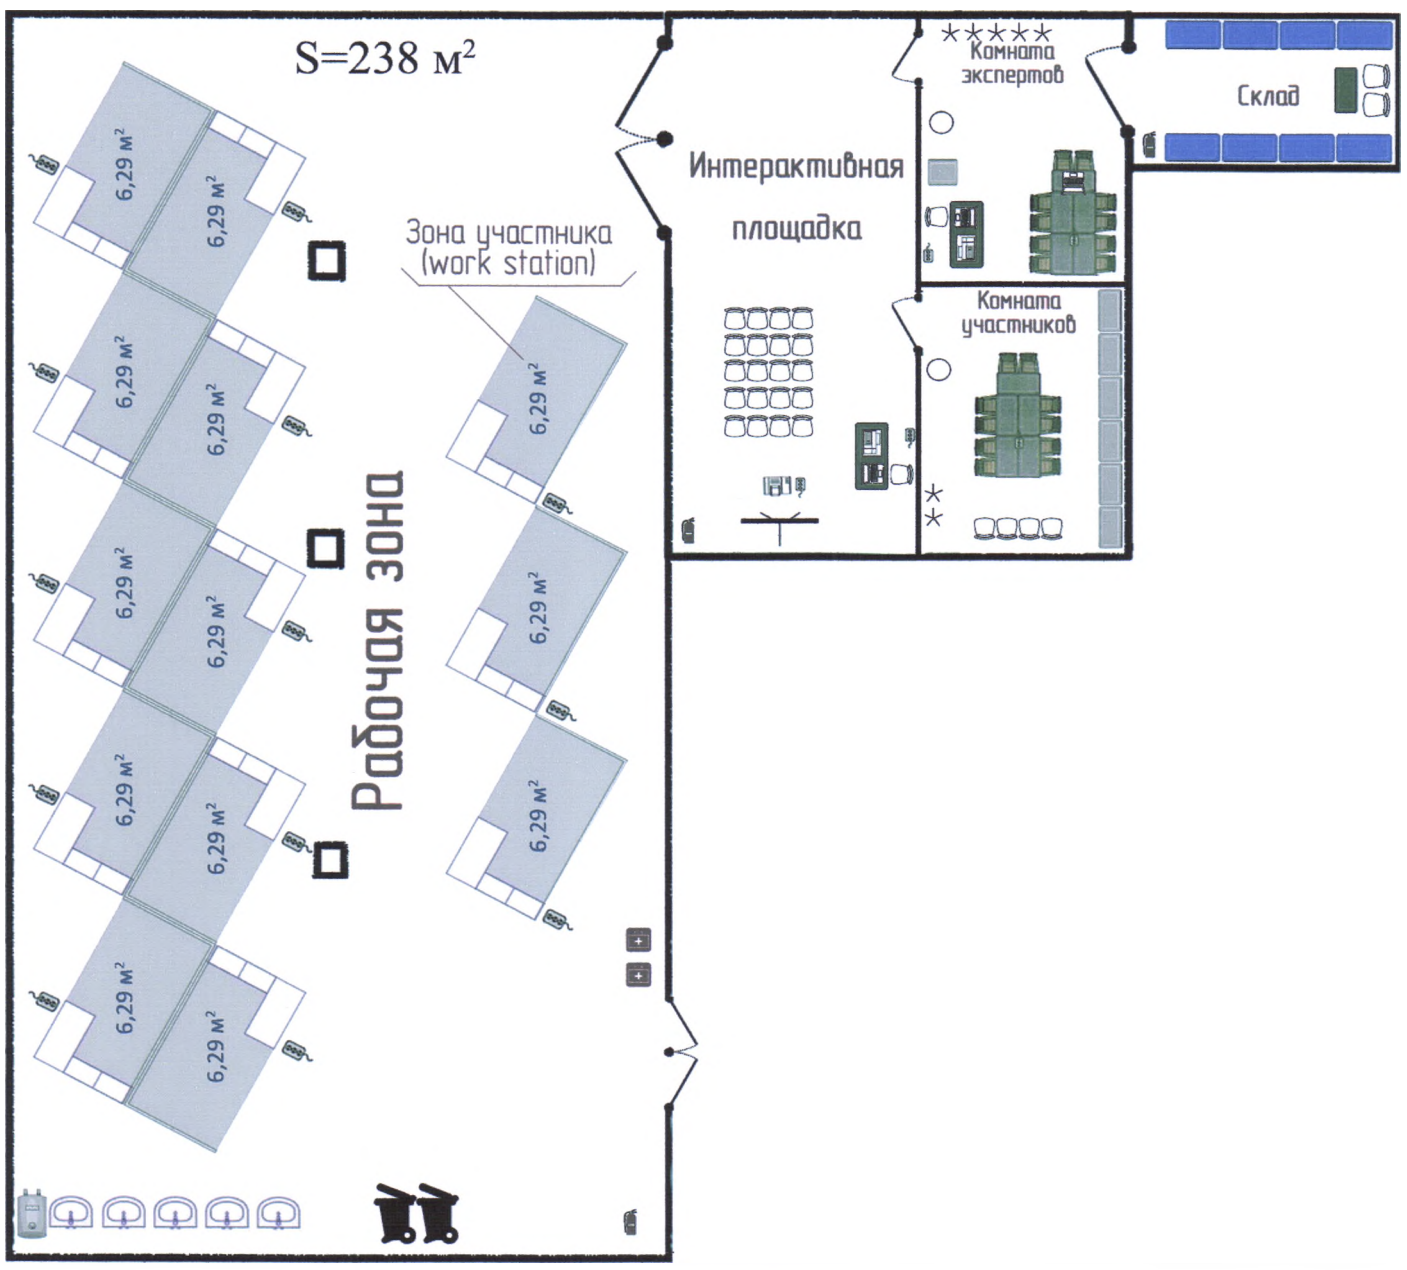 S=238 м²
Комната
экспертов
Склад
Интерактивная
площадка
Зона участника
(work station)
Комната
участников
Рабочая зона
6,29 м²
6,29 м²
6,29 м²
6,29 м²
6,29 м²
6,29 м²
6,29 м²
6,29 м²
6,29 м²
6,29 м²
6,29 м²
6,29 м²
6,29 м²